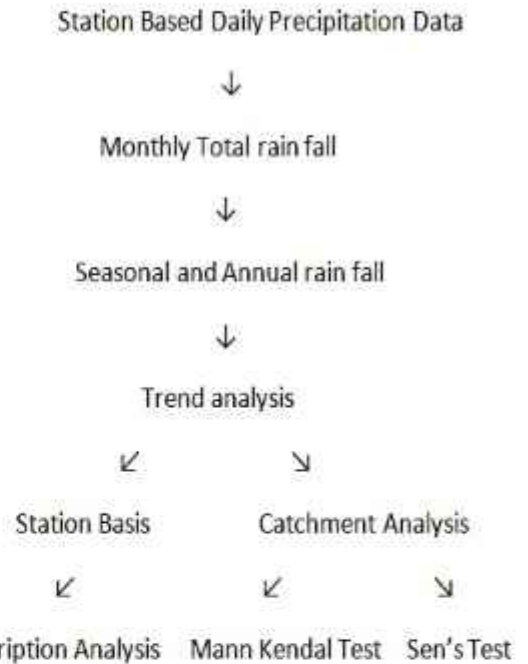 Station Based Daily Precipitation Data
↓
Monthly Total rain fall
↓
Seasonal and Annual rain fall
↓
Trend analysis
↙ ↘
Station Basis Catchment Analysis
↙ ↙ ↘
Analysis Mann Kendal Test Sen's Test